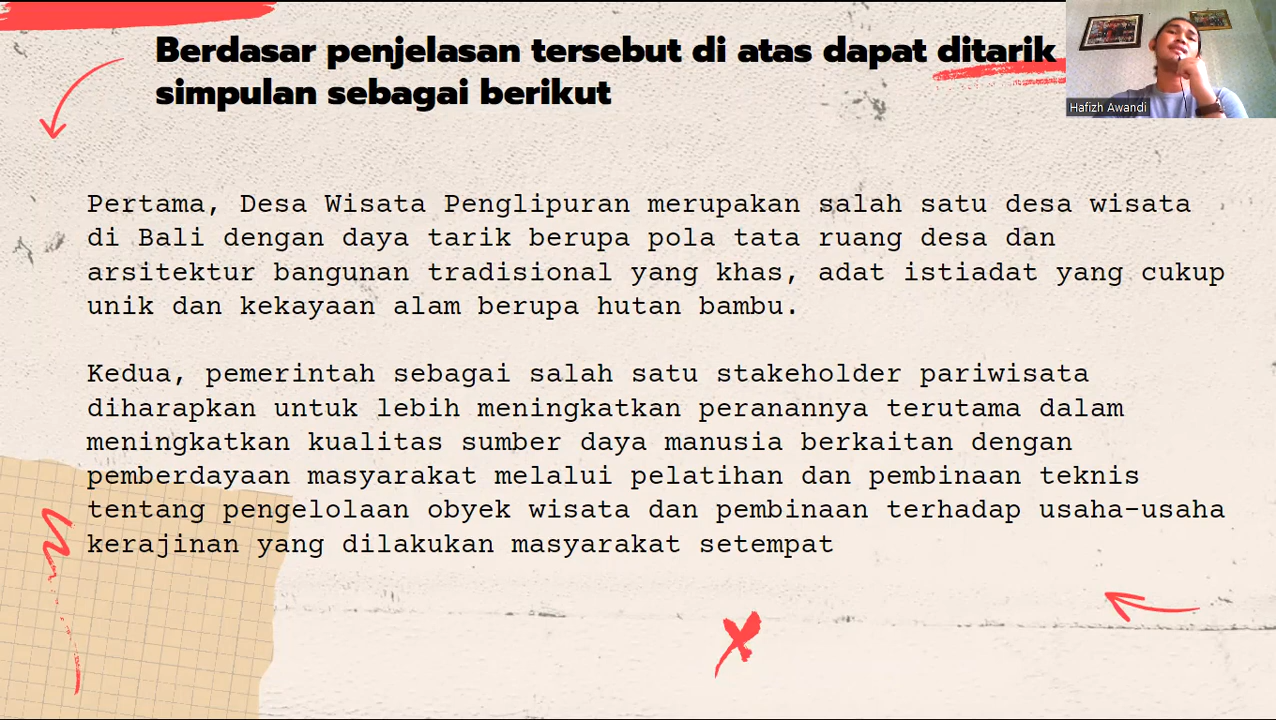 Berdasar penjelasan tersebut di atas dapat ditarik
simpulan sebagai berikut
Hafizh Awandi
Pertama, Desa Wisata Penglipuran merupakan salah satu desa wisata
di Bali dengan daya tarik berupa pola tata ruang desa dan
arsitektur bangunan tradisional yang khas, adat istiadat yang cukup
unik dan kekayaan alam berupa hutan bambu.
Kedua, pemerintah sebagai salah satu stakeholder pariwisata
diharapkan untuk lebih meningkatkan peranannya terutama dalam
meningkatkan kualitas sumber daya manusia berkaitan dengan
pemberdayaan masyarakat melalui pelatihan dan pembinaan teknis
tentang pengelolaan obyek wisata dan pembinaan terhadap usaha-usaha
kerajinan yang dilakukan masyarakat setempat